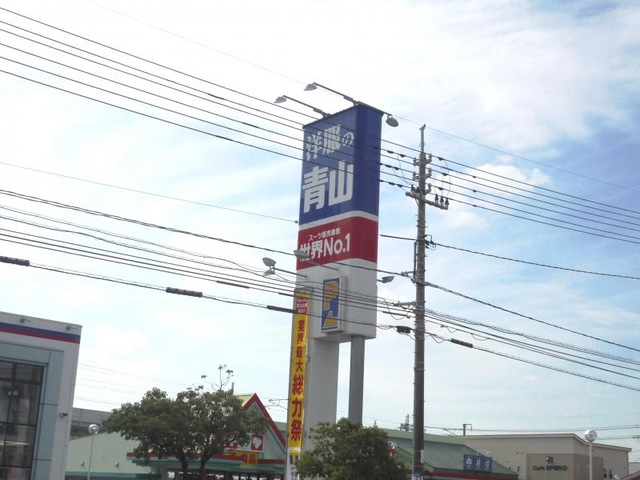 洋服の
青山
スーツ販売着数
世界No.1
業界最大
総力祭
Café